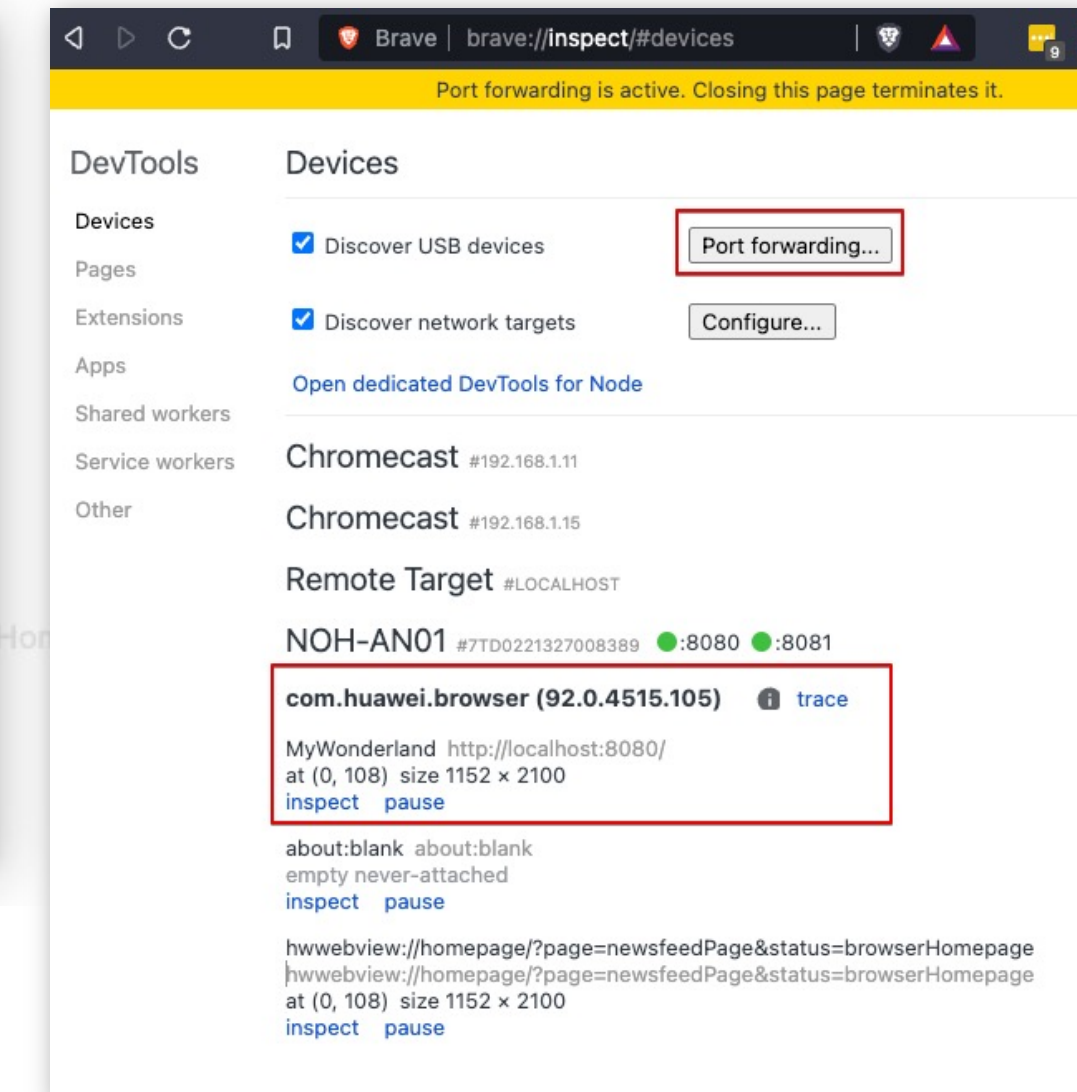 Brave | brave://inspect/#devices
9
Port forwarding is active. Closing this page terminates it.
DevTools
Devices
Pages
Extensions
Apps
Shared workers
Service workers
Other
Devices
Discover USB devices
Port forwarding...
Discover network targets
Configure...
Open dedicated DevTools for Node
Chromecast #192.168.1.11
Chromecast #192.168.1.15
Remote Target #LOCALHOST
NOH-AN01 #7TD0221327008389 :8080 :8081
com.huawei.browser (92.0.4515.105) trace
MyWonderland http://localhost:8080/
at (0, 108) size 1152 × 2100
inspect pause
about:blank about:blank
empty never-attached
inspect pause
hwwebview://homepage/?page=newsfeedPage&status=browserHomepage
hwwebview://homepage/?page=newsfeedPage&status=browserHomepage
at (0, 108) size 1152 × 2100
inspect pause